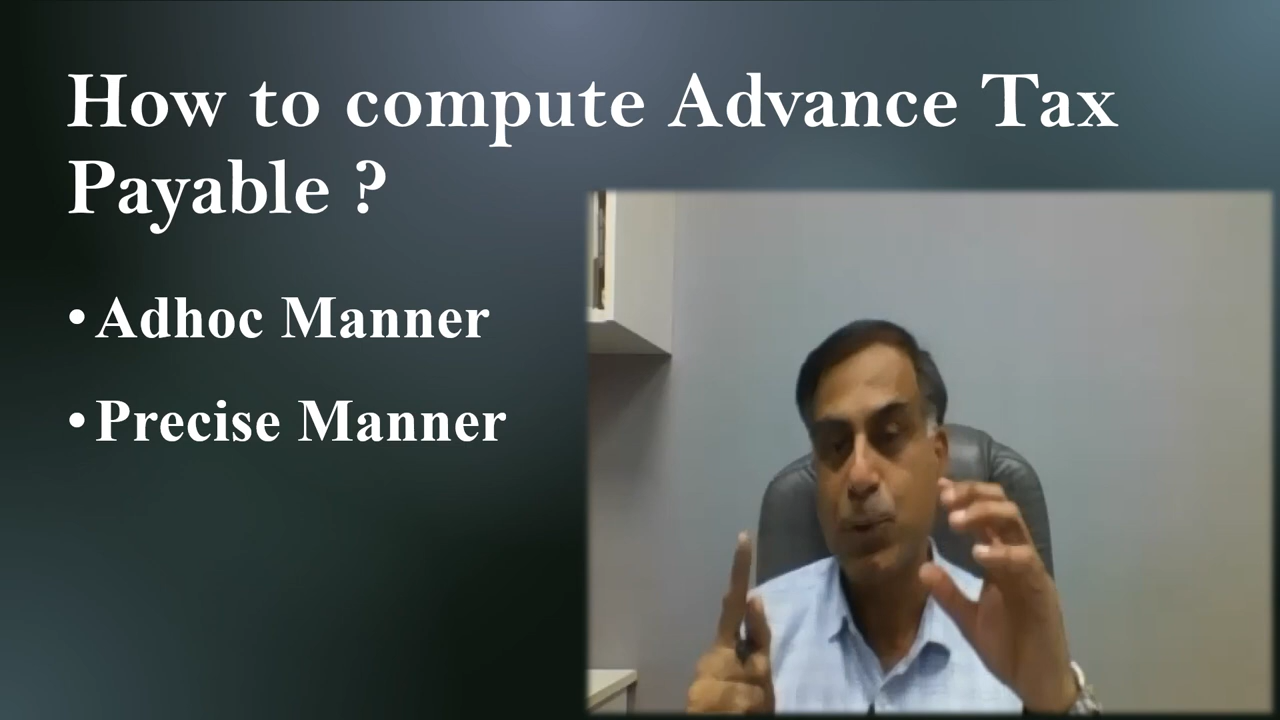 How to compute Advance Tax
Payable ?
• Adhoc Manner
• Precise Manner